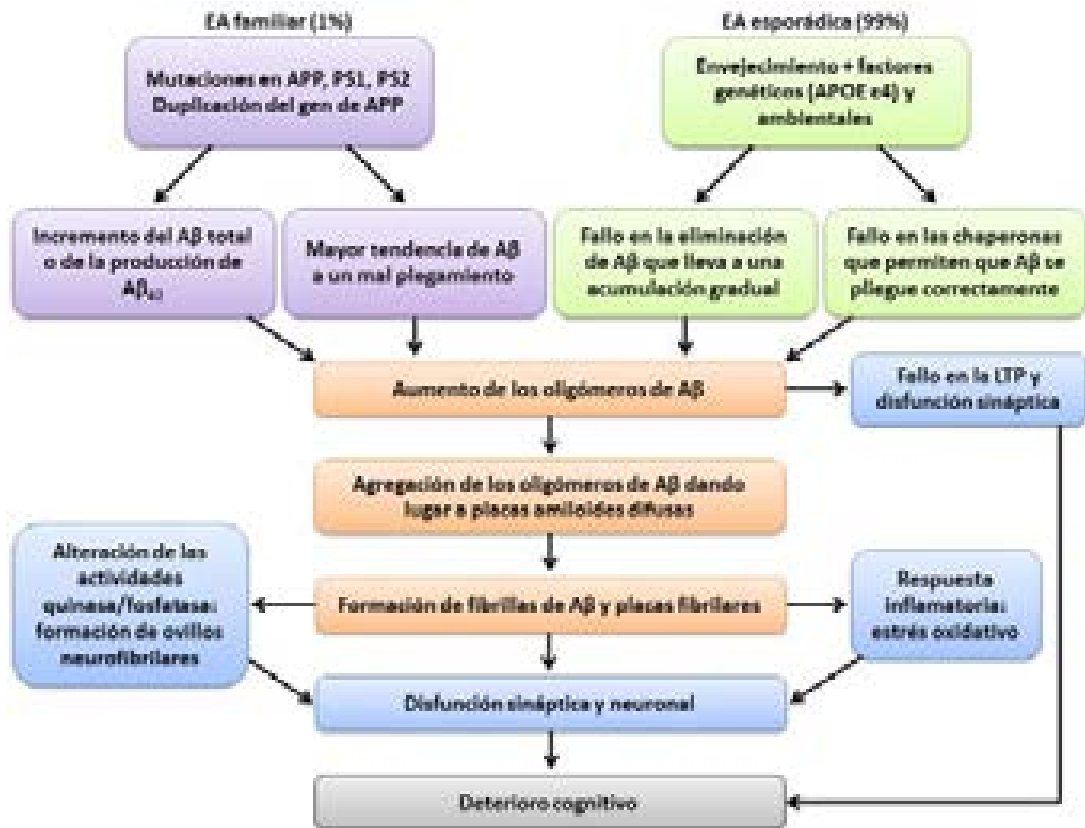 EA familiar (1%)
EA esporádica (99%)
Mutaciones en APP, PS1, PS2
Duplicación del gen de APP
Envejecimiento + factores
genéticos (APOE e4) y
ambientales
Incremento del Aβ total
o de la producción de
Aβ₄₂
Mayor tendencia de Aβ
a un mal plegamiento
Fallo en la eliminación
de Aβ que lleva a una
acumulación gradual
Fallo en las chaperonas
que permiten que Aβ se
pliegue correctamente
Aumento de los oligómeros de Aβ
Fallo en la LTP y
disfunción sináptica
Agregación de los oligómeros de Aβ dando
lugar a placas amiloides difusas
Alteración de las
actividades
quinasa/fosfatasa:
formación de ovillos
neurofibrilares
Formación de fibrillas de Aβ y placas fibrilares
Respuesta
inflamatoria:
estrés oxidativo
Disfunción sináptica y neuronal
Deterioro cognitivo